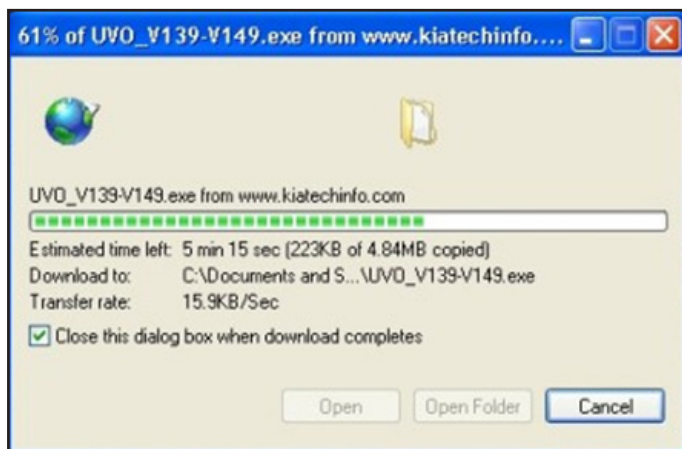 61% of UVO_V139-V149.exe from www.kiatechinfo....
UVO_V139-V149.exe from www.kiatechinfo.com
Estimated time left: 5 min 15 sec (223KB of 4.84MB copied)
Download to: C:\Documents and S...\UVO_V139-V149.exe
Transfer rate: 15.9KB/Sec
Close this dialog box when download completes
Open Open Folder Cancel